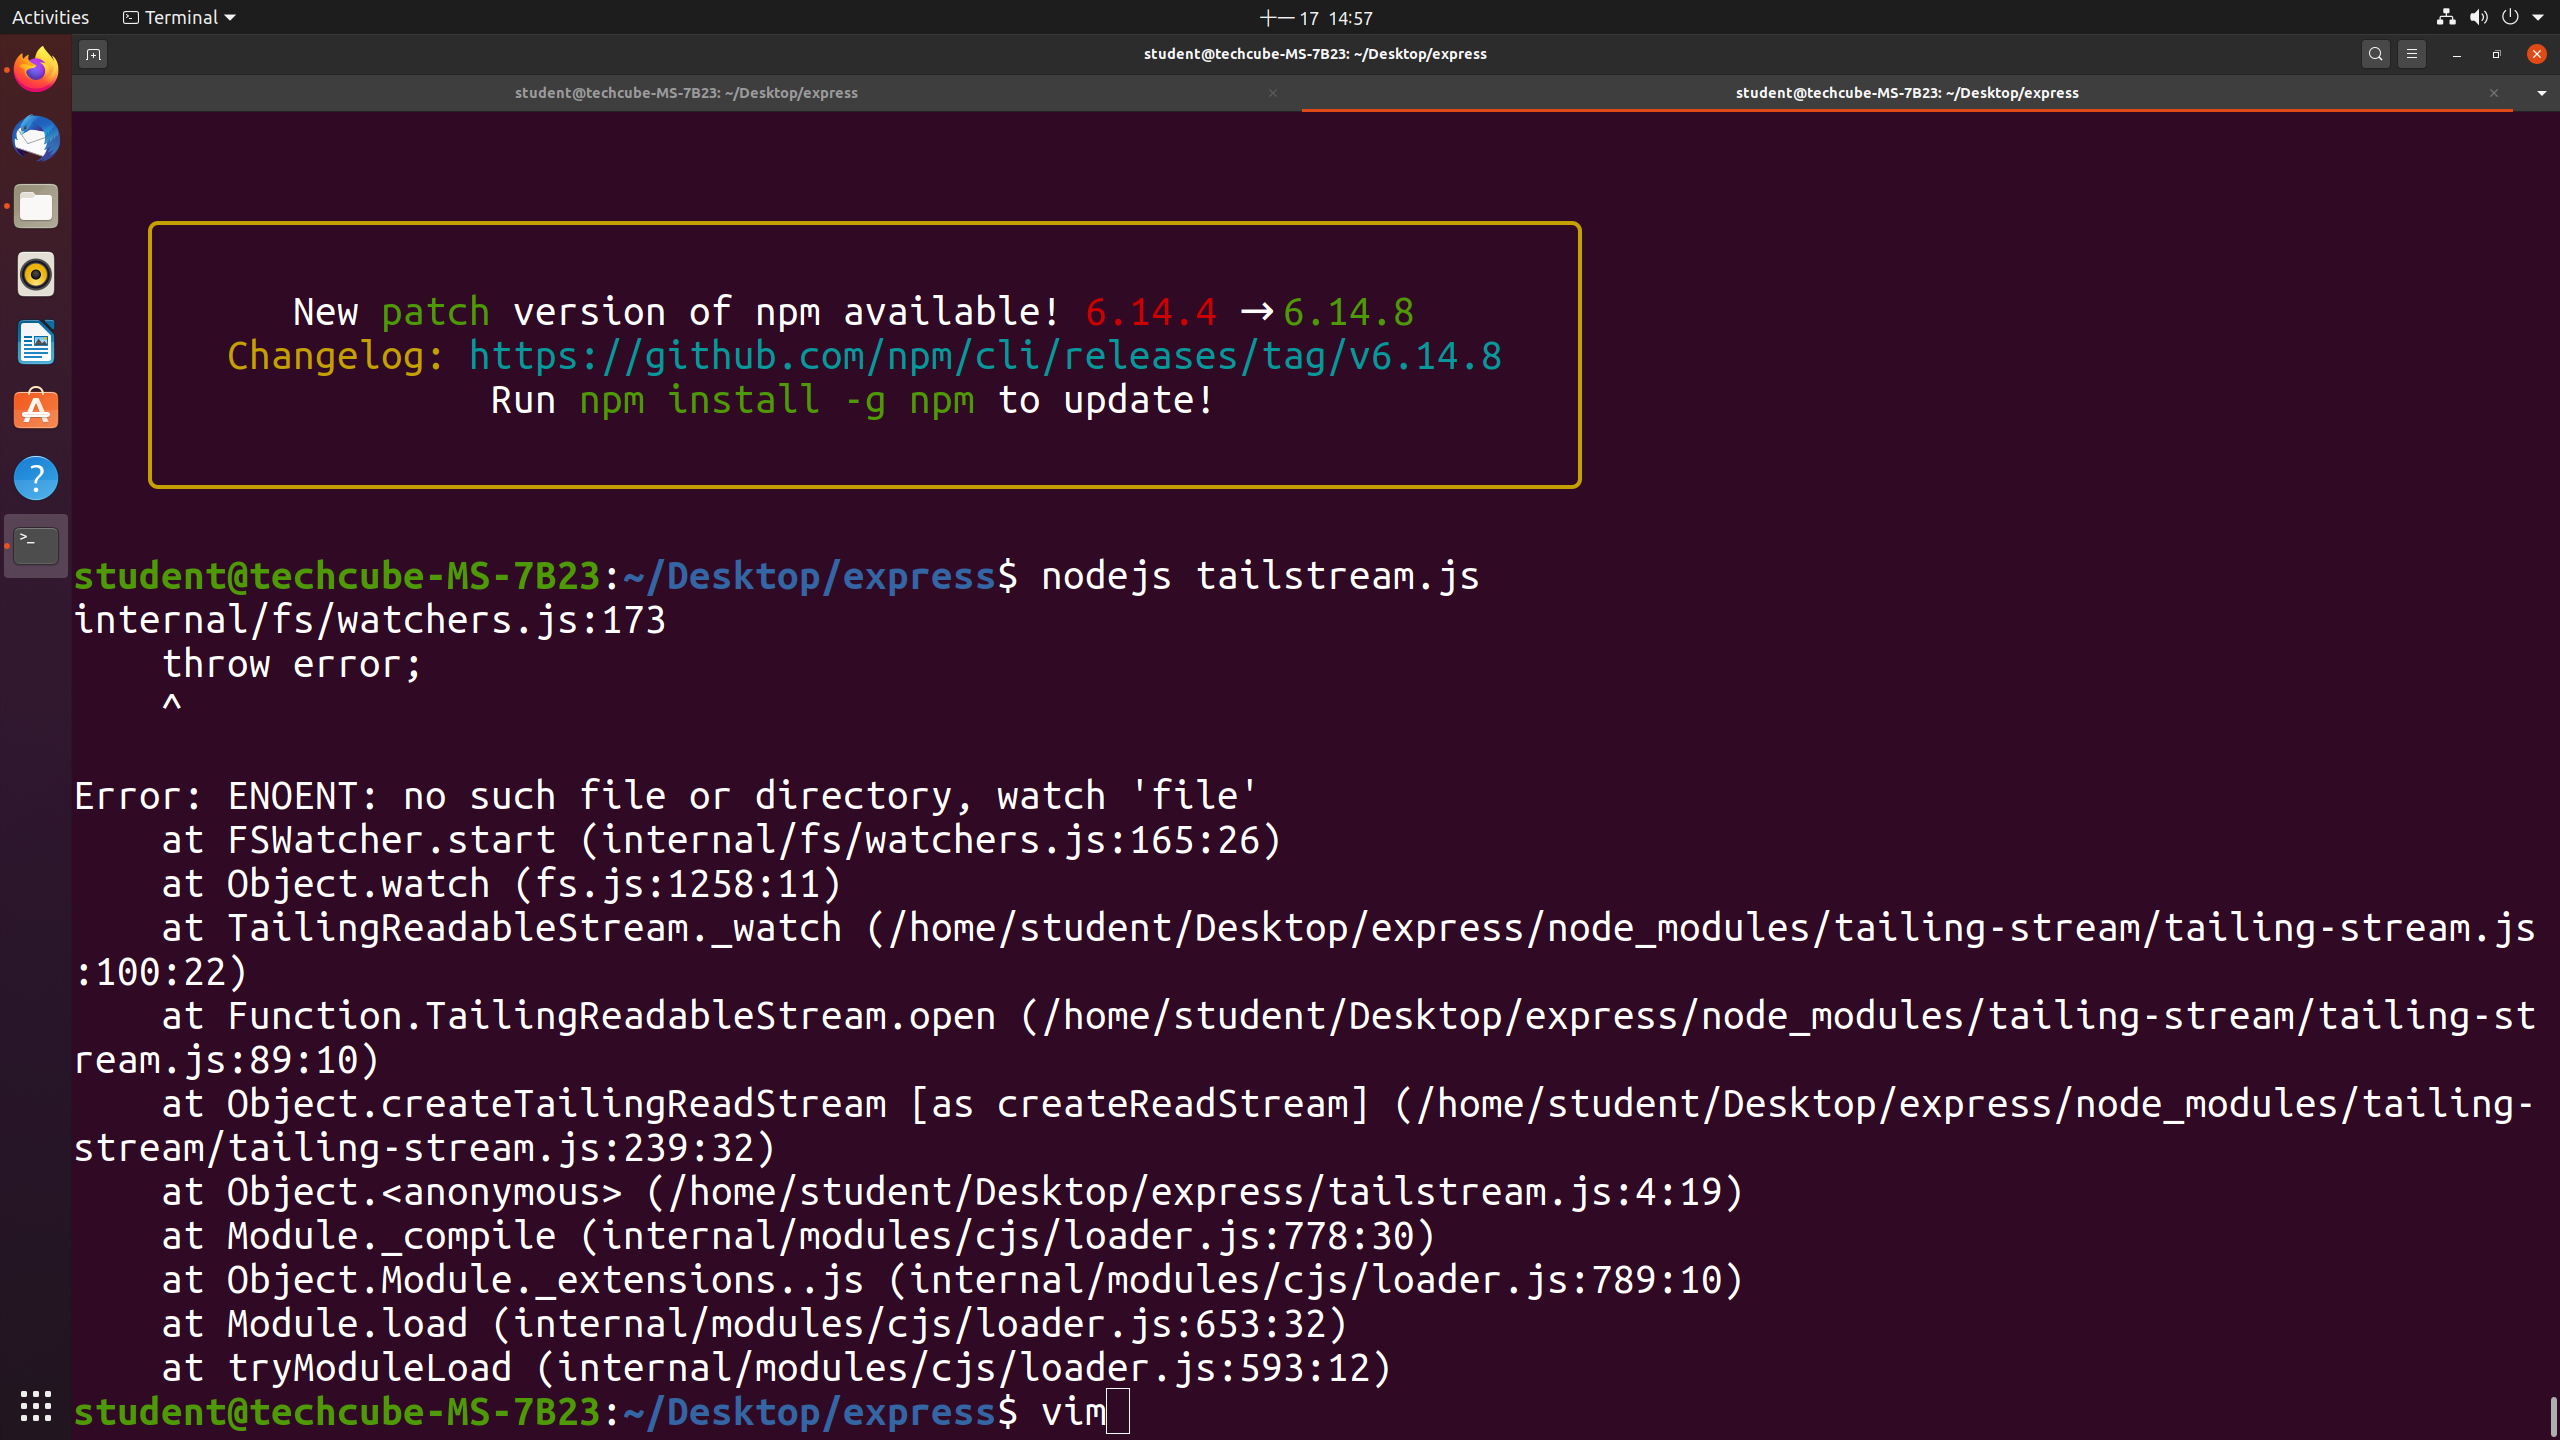 Activities
Terminal
十一 17 14:57
student@techcube-MS-7B23: ~/Desktop/express
student@techcube-MS-7B23: ~/Desktop/express
student@techcube-MS-7B23: ~/Desktop/express
New patch version of npm available! 6.14.4 → 6.14.8
Changelog: https://github.com/npm/cli/releases/tag/v6.14.8
Run npm install -g npm to update!
student@techcube-MS-7B23:~/Desktop/express$ nodejs tailstream.js
internal/fs/watchers.js:173
    throw error;
    ^
Error: ENOENT: no such file or directory, watch 'file'
    at FSWatcher.start (internal/fs/watchers.js:165:26)
    at Object.watch (fs.js:1258:11)
    at TailingReadableStream._watch (/home/student/Desktop/express/node_modules/tailing-stream/tailing-stream.js
:100:22)
    at Function.TailingReadableStream.open (/home/student/Desktop/express/node_modules/tailing-stream/tailing-st
ream.js:89:10)
    at Object.createTailingReadStream [as createReadStream] (/home/student/Desktop/express/node_modules/tailing-
stream/tailing-stream.js:239:32)
    at Object.<anonymous> (/home/student/Desktop/express/tailstream.js:4:19)
    at Module._compile (internal/modules/cjs/loader.js:778:30)
    at Object.Module._extensions..js (internal/modules/cjs/loader.js:789:10)
    at Module.load (internal/modules/cjs/loader.js:653:32)
    at tryModuleLoad (internal/modules/cjs/loader.js:593:12)
student@techcube-MS-7B23:~/Desktop/express$ vim